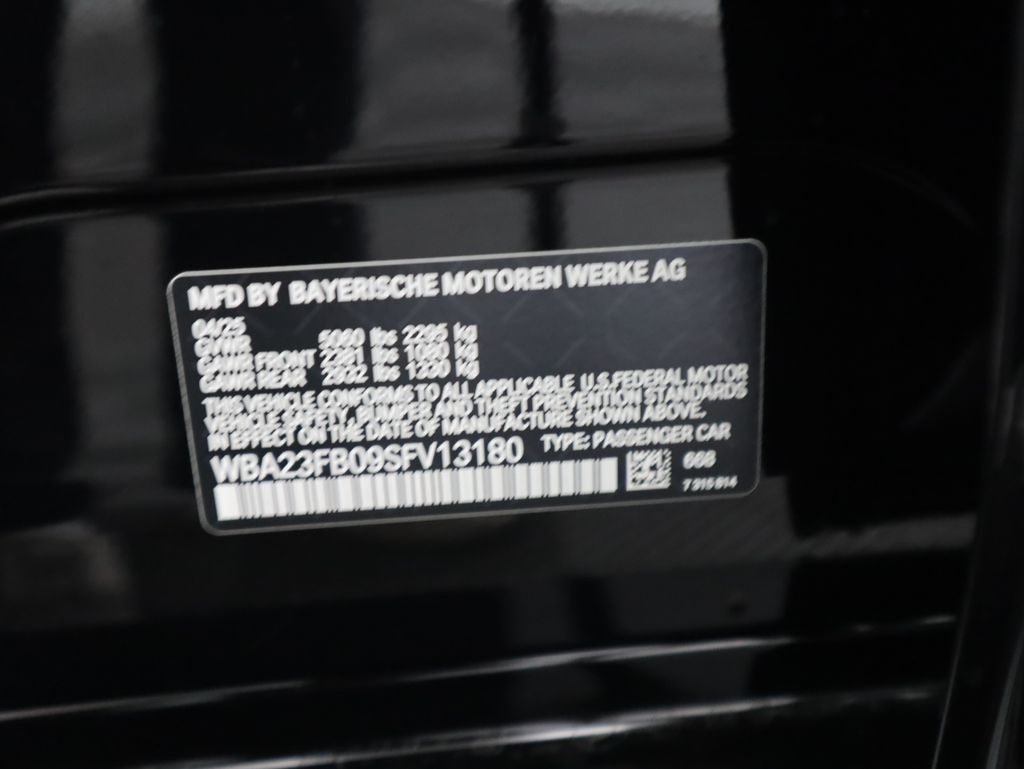 MFD BY BAYERISCHE MOTOREN WERKE AG
04/25
GVWR 5060 lbs 2295 kg
GAWR FRONT 2381 lbs 1080 kg
GAWR REAR 2932 lbs 1330 kg
THIS VEHICLE CONFORMS TO ALL APPLICABLE U.S. FEDERAL MOTOR
VEHICLE SAFETY, BUMPER AND THEFT PREVENTION STANDARDS
IN EFFECT ON THE DATE OF MANUFACTURE SHOWN ABOVE.
TYPE: PASSENGER CAR
WBA23FB09SFV13180
668
7 315 814